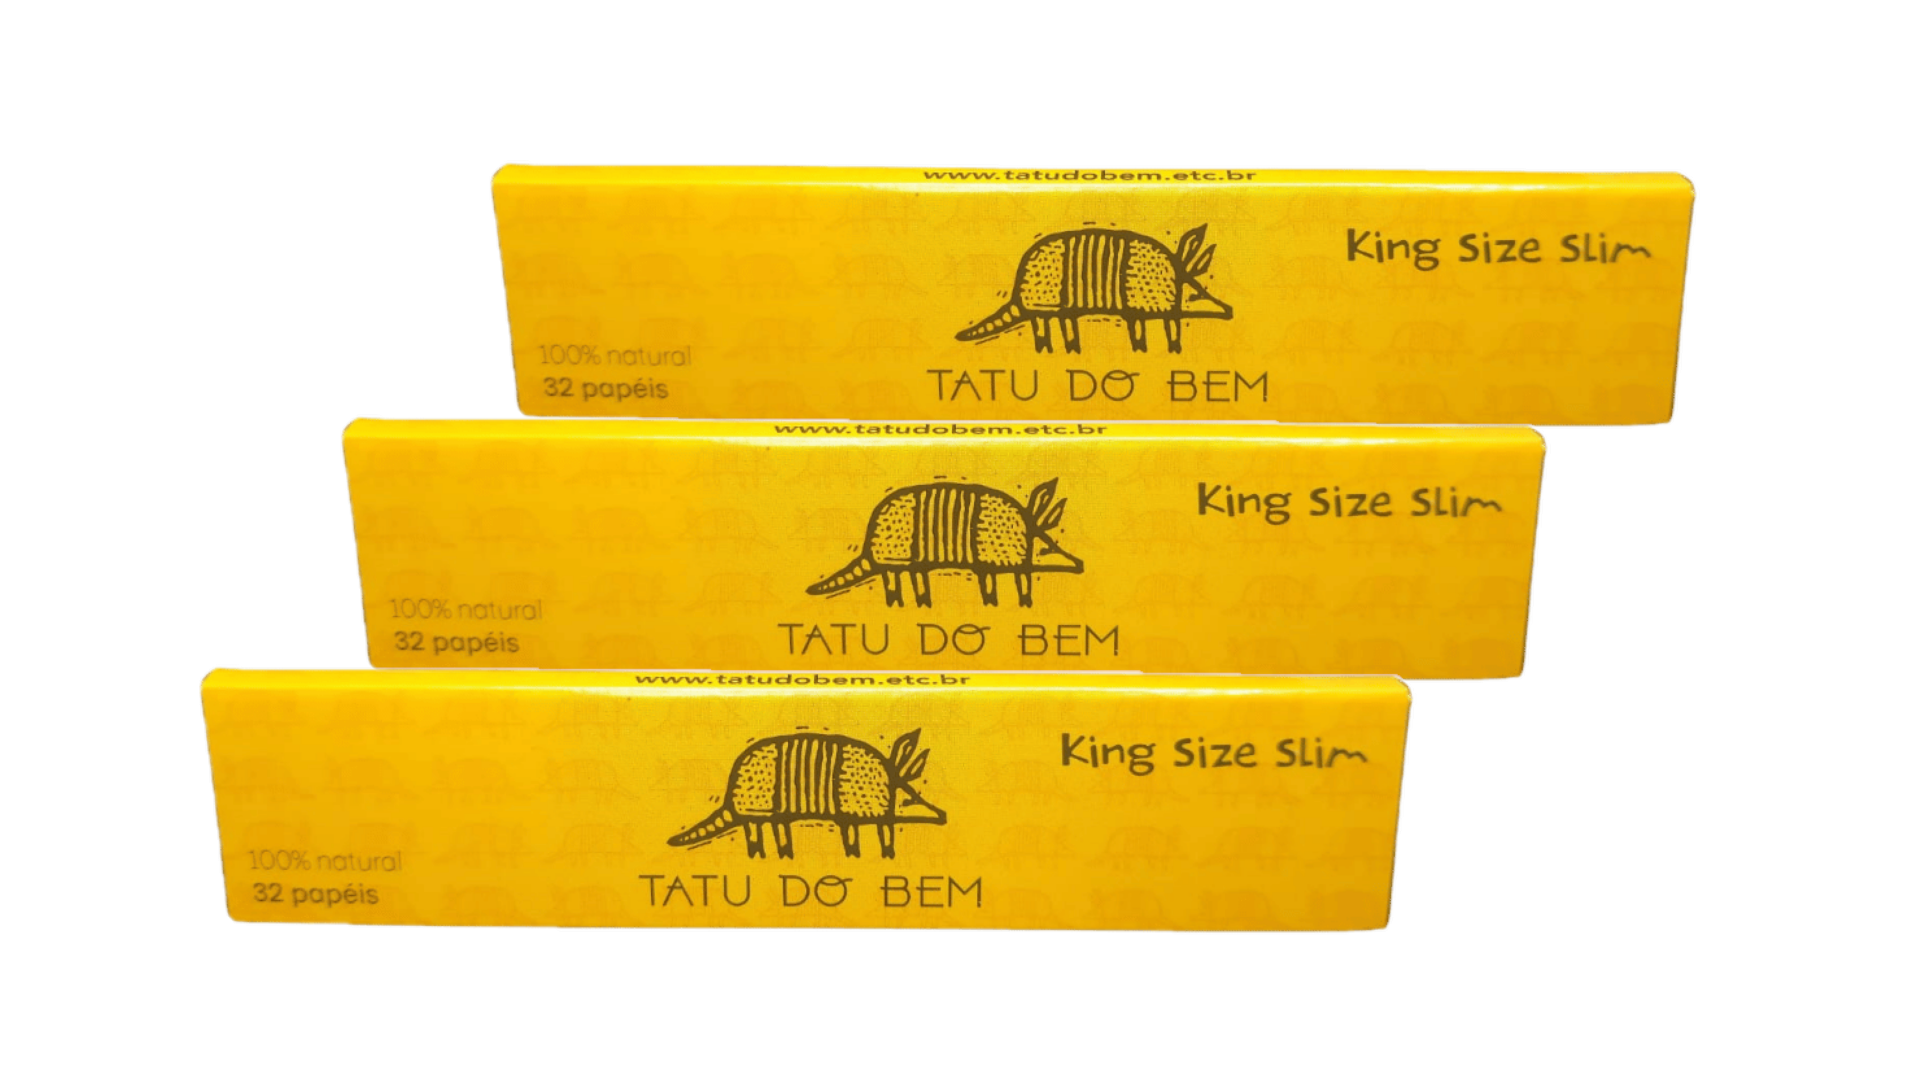 www.tatudobem.etc.br
King Size Slim
100% natural
32 papéis
TATU DO BEM
www.tatudobem.etc.br
King Size Slim
100% natural
32 papéis
TATU DO BEM
www.tatudobem.etc.br
King Size Slim
100% natural
32 papéis
TATU DO BEM